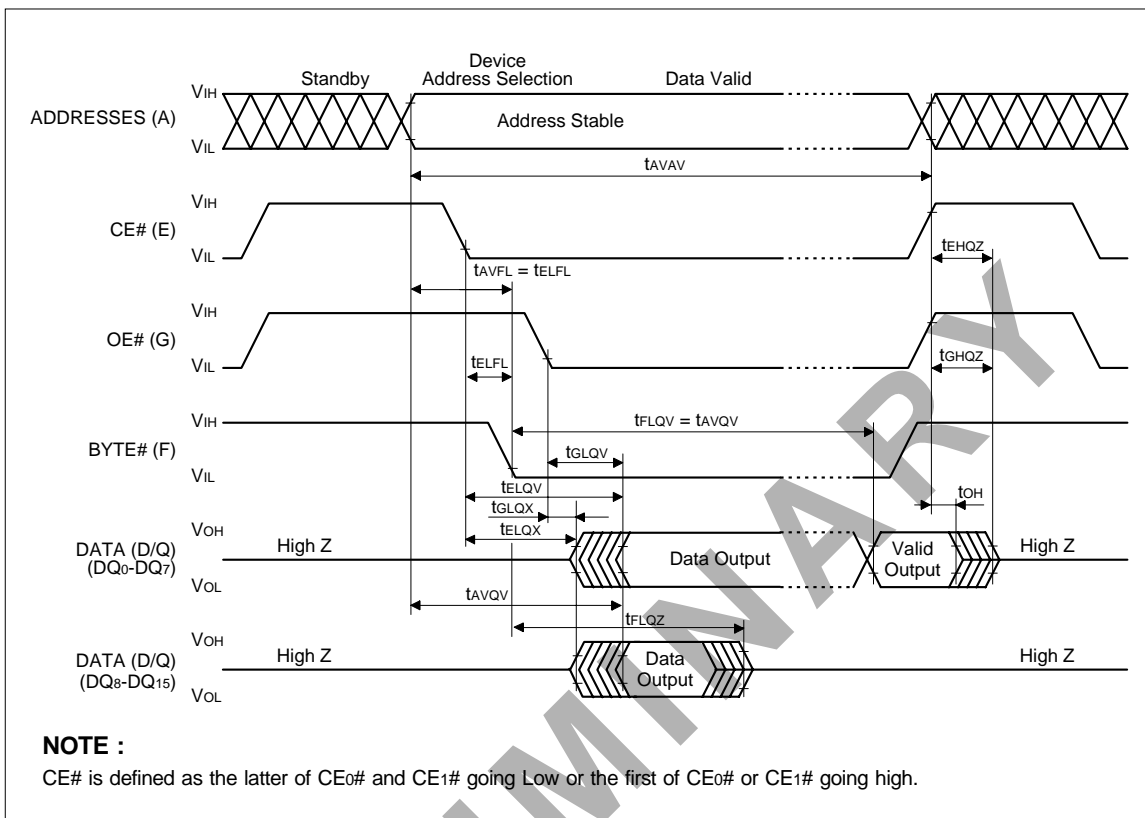 Device
Standby Address Selection Data Valid
VIH
ADDRESSES (A) Address Stable
VIL
tAVAV
VIH
CE# (E)
VIL
tEHQZ
tAVFL = tELFL
VIH
OE# (G)
VIL
tELFL
tGHQZ
VIH
tFLQV = tAVQV
BYTE# (F)
tGLQV
VIL
tELQV
tOH
tGLQX
tELQX
VOH
High Z
DATA (D/Q)
(DQ0-DQ7)
Data Output
Valid
Output
High Z
VOL
tAVQV
tFLQZ
VOH
High Z
DATA (D/Q)
(DQ8-DQ15)
Data
Output
High Z
VOL
NOTE :
CE# is defined as the latter of CE0# and CE1# going Low or the first of CE0# or CE1# going high.
MINARY